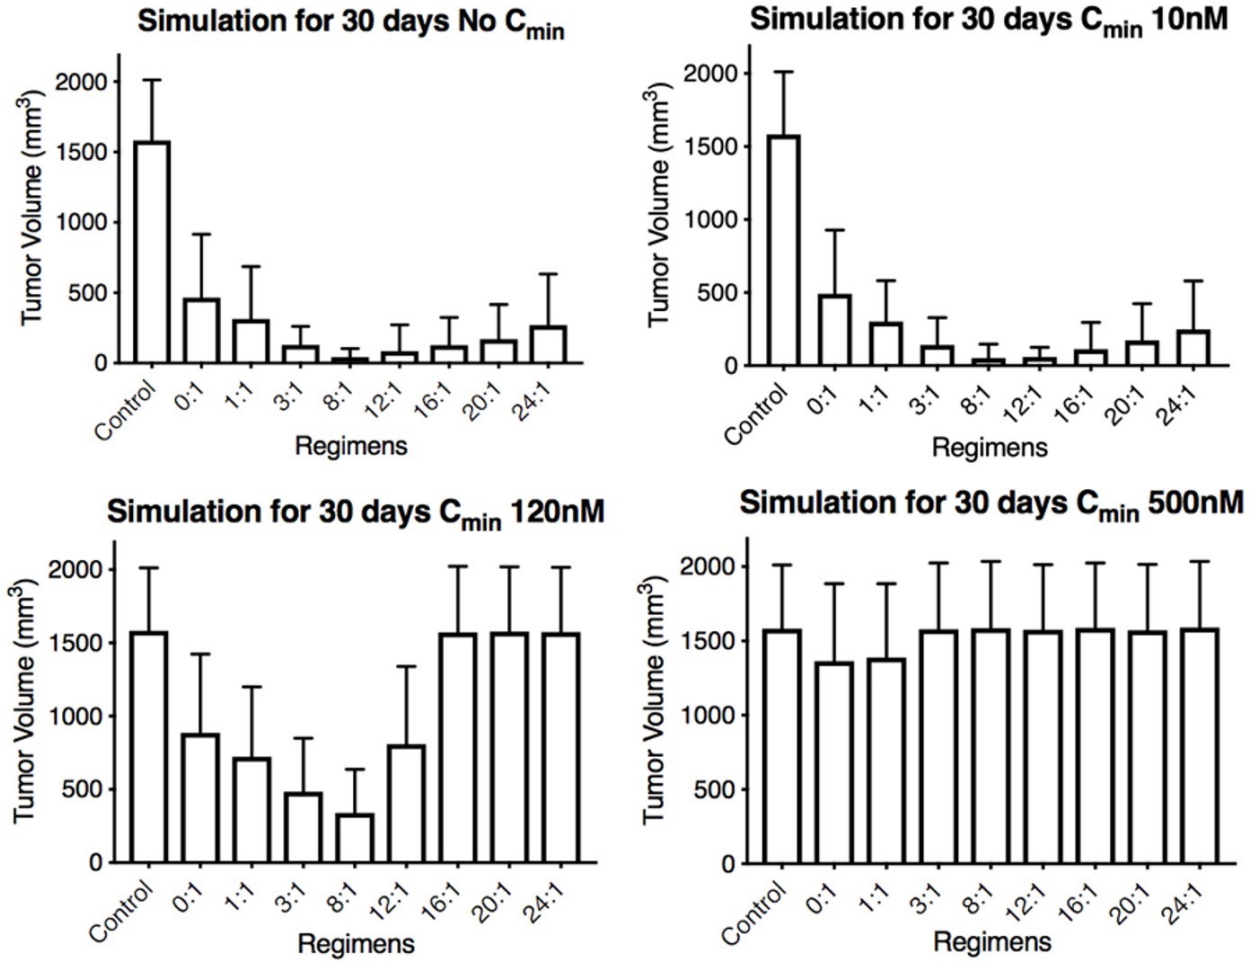 Simulation for 30 days No Cmin
Tumor Volume (mm3)
2000
1500
1000
500
0
Control 0:1 1:1 3:1 8:1 12:1 16:1 20:1 24:1
Regimens
Simulation for 30 days Cmin 10nM
Tumor Volume (mm3)
2000
1500
1000
500
0
Control 0:1 1:1 3:1 8:1 12:1 16:1 20:1 24:1
Regimens
Simulation for 30 days Cmin 120nM
Tumor Volume (mm3)
2000
1500
1000
500
0
Control 0:1 1:1 3:1 8:1 12:1 16:1 20:1 24:1
Regimens
Simulation for 30 days Cmin 500nM
Tumor Volume (mm3)
2000
1500
1000
500
0
Control 0:1 1:1 3:1 8:1 12:1 16:1 20:1 24:1
Regimens